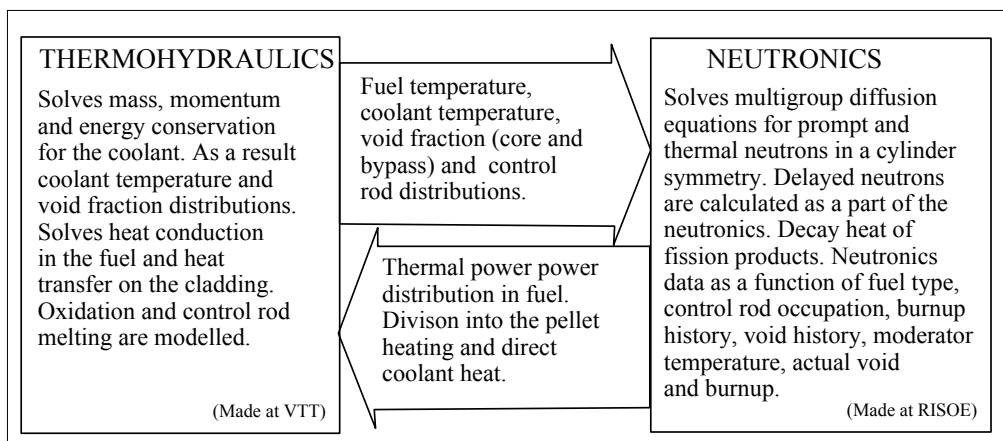 THERMOHYDRAULICS
Solves mass, momentum
and energy conservation
for the coolant. As a result
coolant temperature and
void fraction distributions.
Solves heat conduction
in the fuel and heat
transfer on the cladding.
Oxidation and control rod
melting are modelled.
(Made at VTT)
Fuel temperature,
coolant temperature,
void fraction (core and
bypass) and control
rod distributions.
Thermal power power
distribution in fuel.
Divison into the pellet
heating and direct
coolant heat.
NEUTRONICS
Solves multigroup diffusion
equations for prompt and
thermal neutrons in a cylinder
symmetry. Delayed neutrons
are calculated as a part of the
neutronics. Decay heat of
fission products. Neutronics
data as a function of fuel type,
control rod occupation, burnup
history, void history, moderator
temperature, actual void
and burnup.
(Made at RISOE)